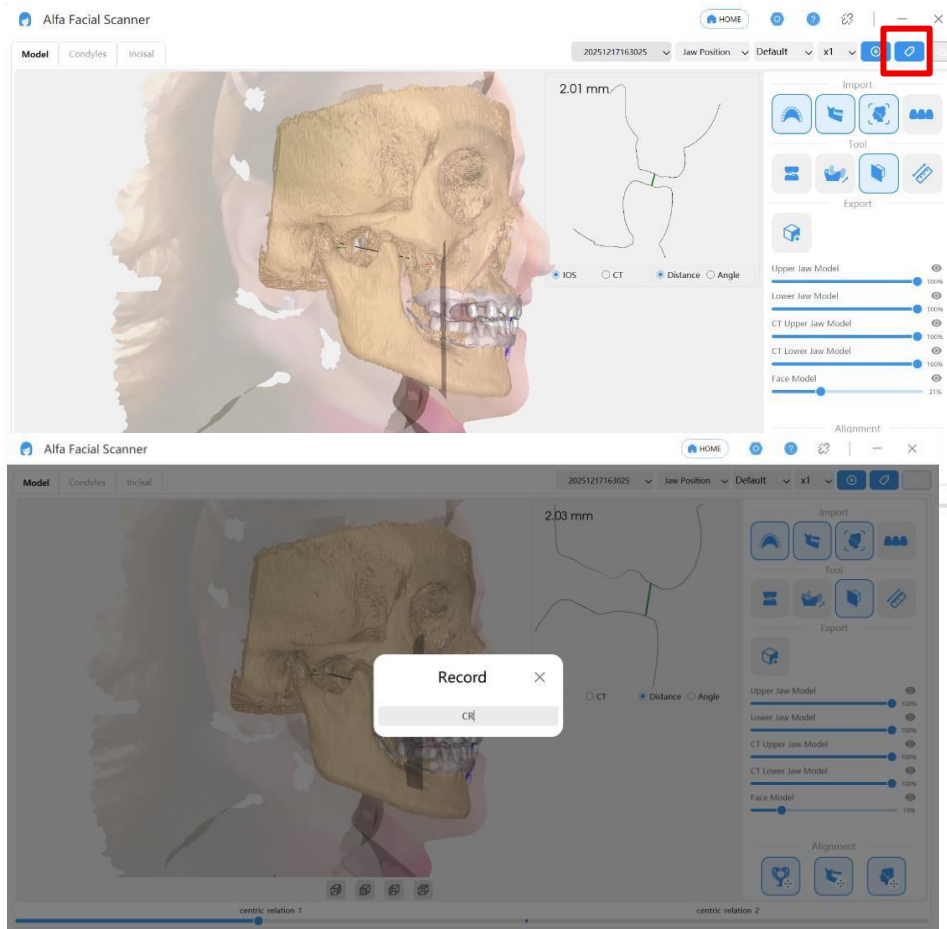 Alfa Facial Scanner HOME
Model Condyles Incisal 20251217163025 Jaw Position Default x1
2.01 mm
Import
Tool
Export
IOS CT Distance Angle
Upper Jaw Model
100%
Lower Jaw Model
100%
CT Upper Jaw Model
100%
CT Lower Jaw Model
100%
Face Model
31%
Alignment
Alfa Facial Scanner HOME
Model Condyles Incisal 20251217163025 Jaw Position Default x1
2.03 mm
Import
Tool
Export
Record
CR
CT Distance Angle
Upper Jaw Model
100%
Lower Jaw Model
100%
CT Upper Jaw Model
100%
CT Lower Jaw Model
100%
Face Model
Alignment
centric relation 1 centric relation 2